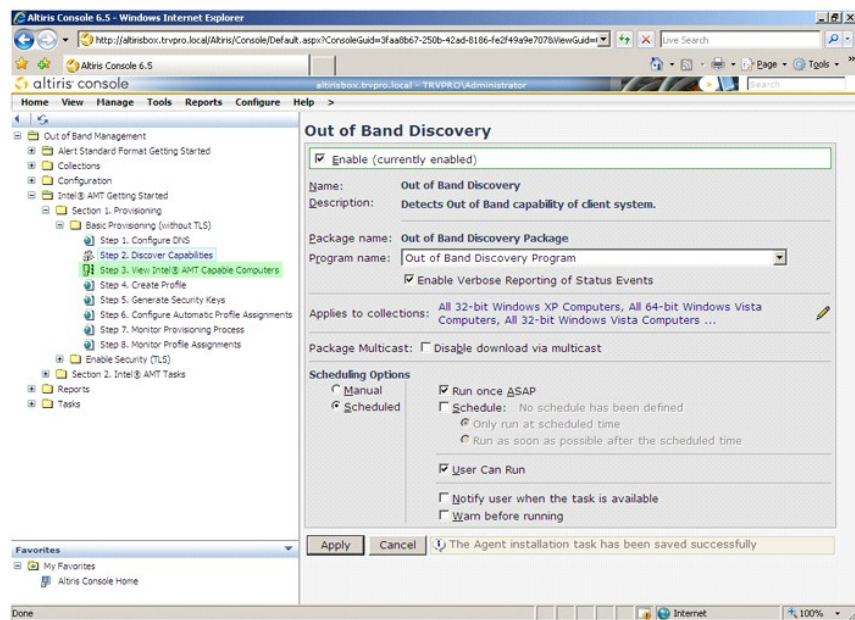 Altiris Console 6.5 - Windows Internet Explorer
http://altirisbox.trvpro.local/Altiris/Console/Default.aspx?ConsoleGuid=3faa8b67-250b-42ad-8186-fe2f49a9e707&ViewGuid=
Live Search
Altiris Console 6.5
Page
Tools
altiris console
altirisbox.trvpro.local - TRVPRO\Administrator
Search
Home View Manage Tools Reports Configure Help >
Out of Band Management
Alert Standard Format Getting Started
Collections
Configuration
Intel® AMT Getting Started
Section 1. Provisioning
Basic Provisioning (without TLS)
Step 1. Configure DNS
Step 2. Discover Capabilities
Step 3. View Intel® AMT Capable Computers
Step 4. Create Profile
Step 5. Generate Security Keys
Step 6. Configure Automatic Profile Assignments
Step 7. Monitor Provisioning Process
Step 8. Monitor Profile Assignments
Enable Security (TLS)
Section 2. Intel® AMT Tasks
Reports
Tasks
Favorites
My Favorites
Altiris Console Home
Out of Band Discovery
Enable (currently enabled)
Name: Out of Band Discovery
Description: Detects Out of Band capability of client system.
Package name: Out of Band Discovery Package
Program name: Out of Band Discovery Program
Enable Verbose Reporting of Status Events
Applies to collections: All 32-bit Windows XP Computers, All 64-bit Windows Vista
Computers, All 32-bit Windows Vista Computers ...
Package Multicast: Disable download via multicast
Scheduling Options
Manual
Scheduled
Run once ASAP
Schedule: No schedule has been defined
Only run at scheduled time
Run as soon as possible after the scheduled time
User Can Run
Notify user when the task is available
Warn before running
Apply
Cancel
The Agent installation task has been saved successfully
Done
Internet
100%